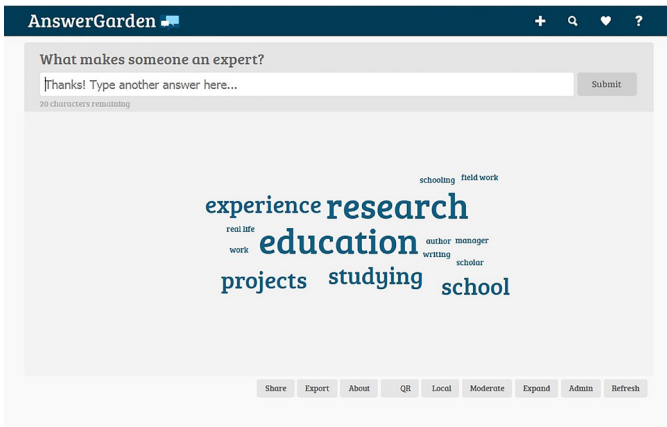 AnswerGarden
What makes someone an expert?
Thanks! Type another answer here...
Submit
20 characters remaining
schooling field work
experience research
real life
education author manager
work
writing
scholar
projects studying school
Share Export About QR Local Moderate Expand Admin Refresh